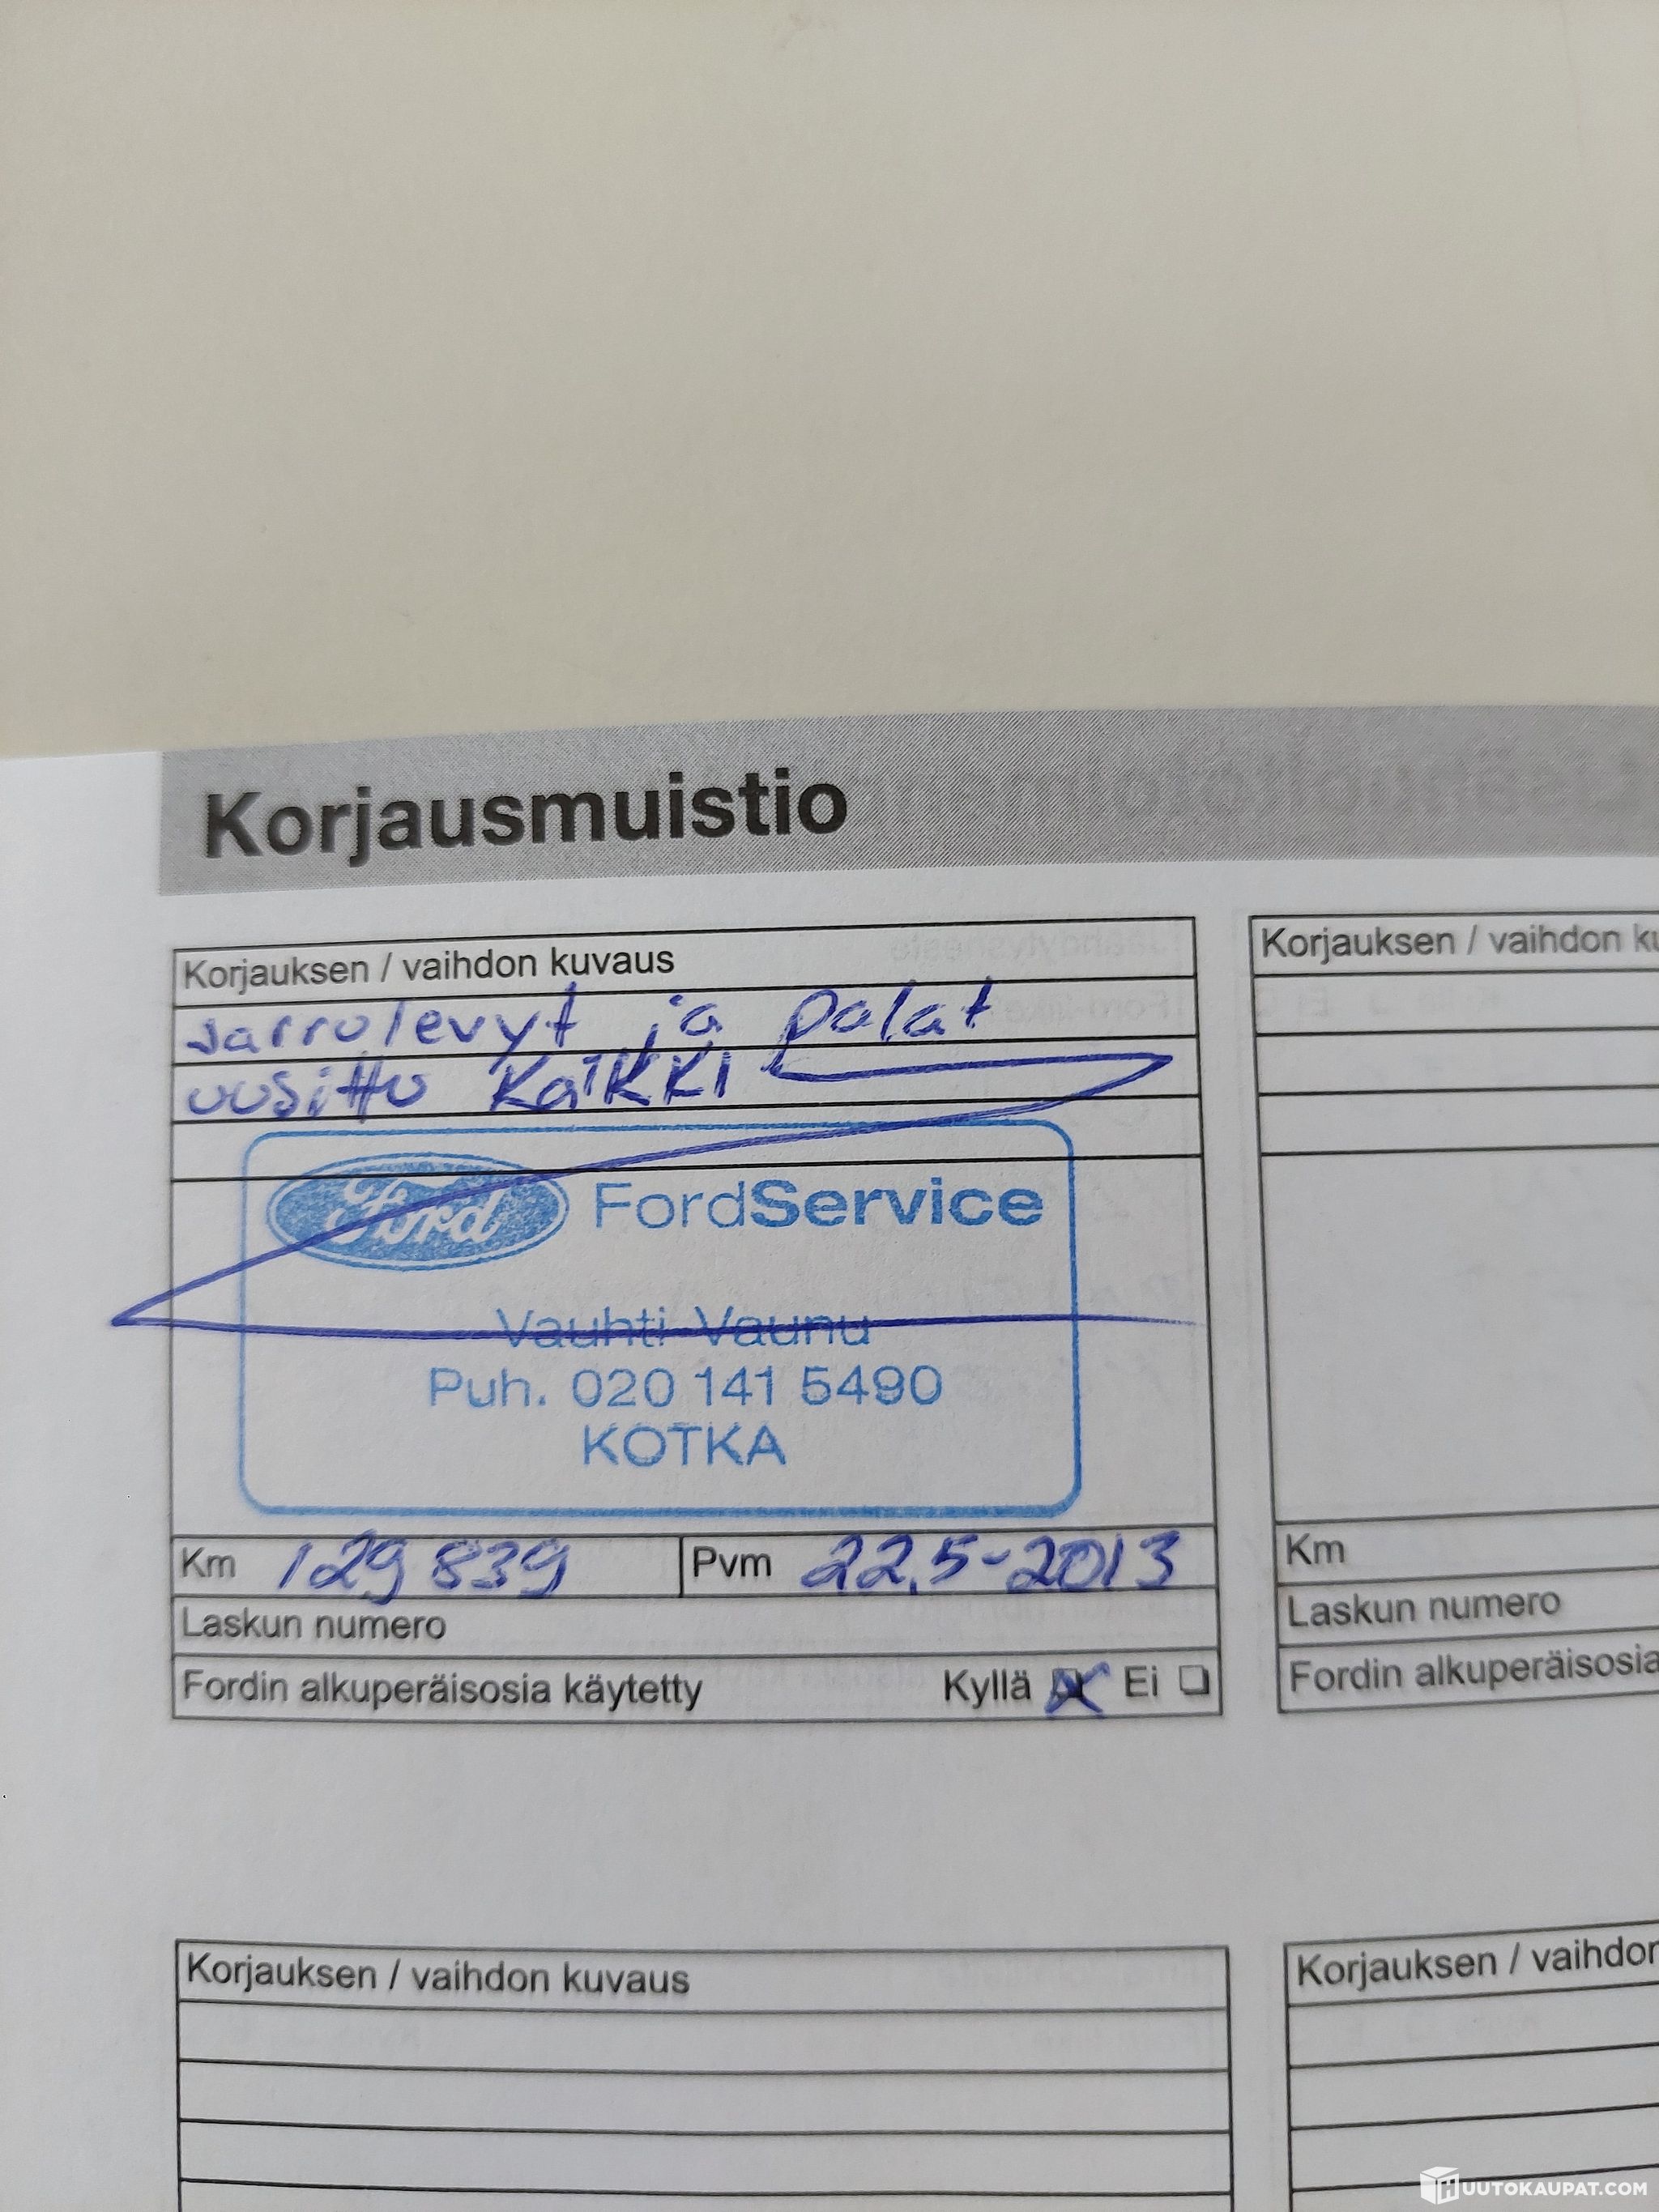 Korjausmuistio
Korjauksen / vaihdon kuvaus
Jarrulevyt ja palat
uusittu KaiKKi
Ford FordService
Vauhti-Vaunu
Puh. 020 141 5490
KOTKA
Km 129 839 Pvm 22.5-2013
Laskun numero
Fordin alkuperäisosia käytetty Kyllä Ei
Korjauksen / vaihdon ku
Km
Laskun numero
Fordin alkuperäisosia
Korjauksen / vaihdon kuvaus
Korjauksen / vaihdon
HUUTOKAUPAT.COM